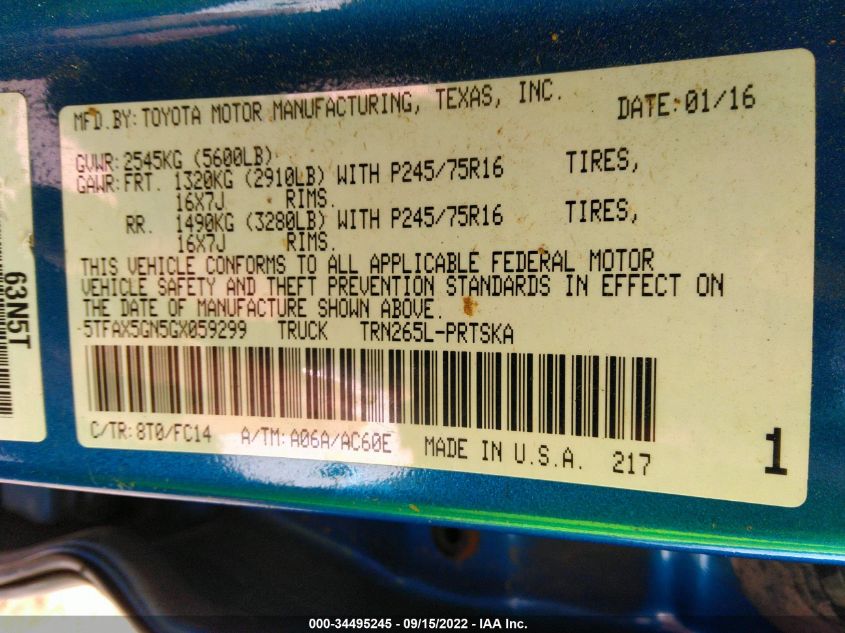 MFD.BY:TOYOTA MOTOR MANUFACTURING, TEXAS, INC. DATE:01/16
GVWR:2545KG (5600LB)
GAWR:FRT. 1320KG (2910LB) WITH P245/75R16 TIRES,
16X7J RIMS.
RR. 1490KG (3280LB) WITH P245/75R16 TIRES,
16X7J RIMS.
THIS VEHICLE CONFORMS TO ALL APPLICABLE FEDERAL MOTOR
VEHICLE SAFETY AND THEFT PREVENTION STANDARDS IN EFFECT ON
THE DATE OF MANUFACTURE SHOWN ABOVE.
5TFAX5GN5GX059299 TRUCK TRN265L-PRTSKA
C/TR:8T0/FC14 A/TM:A06A/AC60E MADE IN U.S.A. 217 1
63N5T
000-34495245 - 09/15/2022 - IAA Inc.